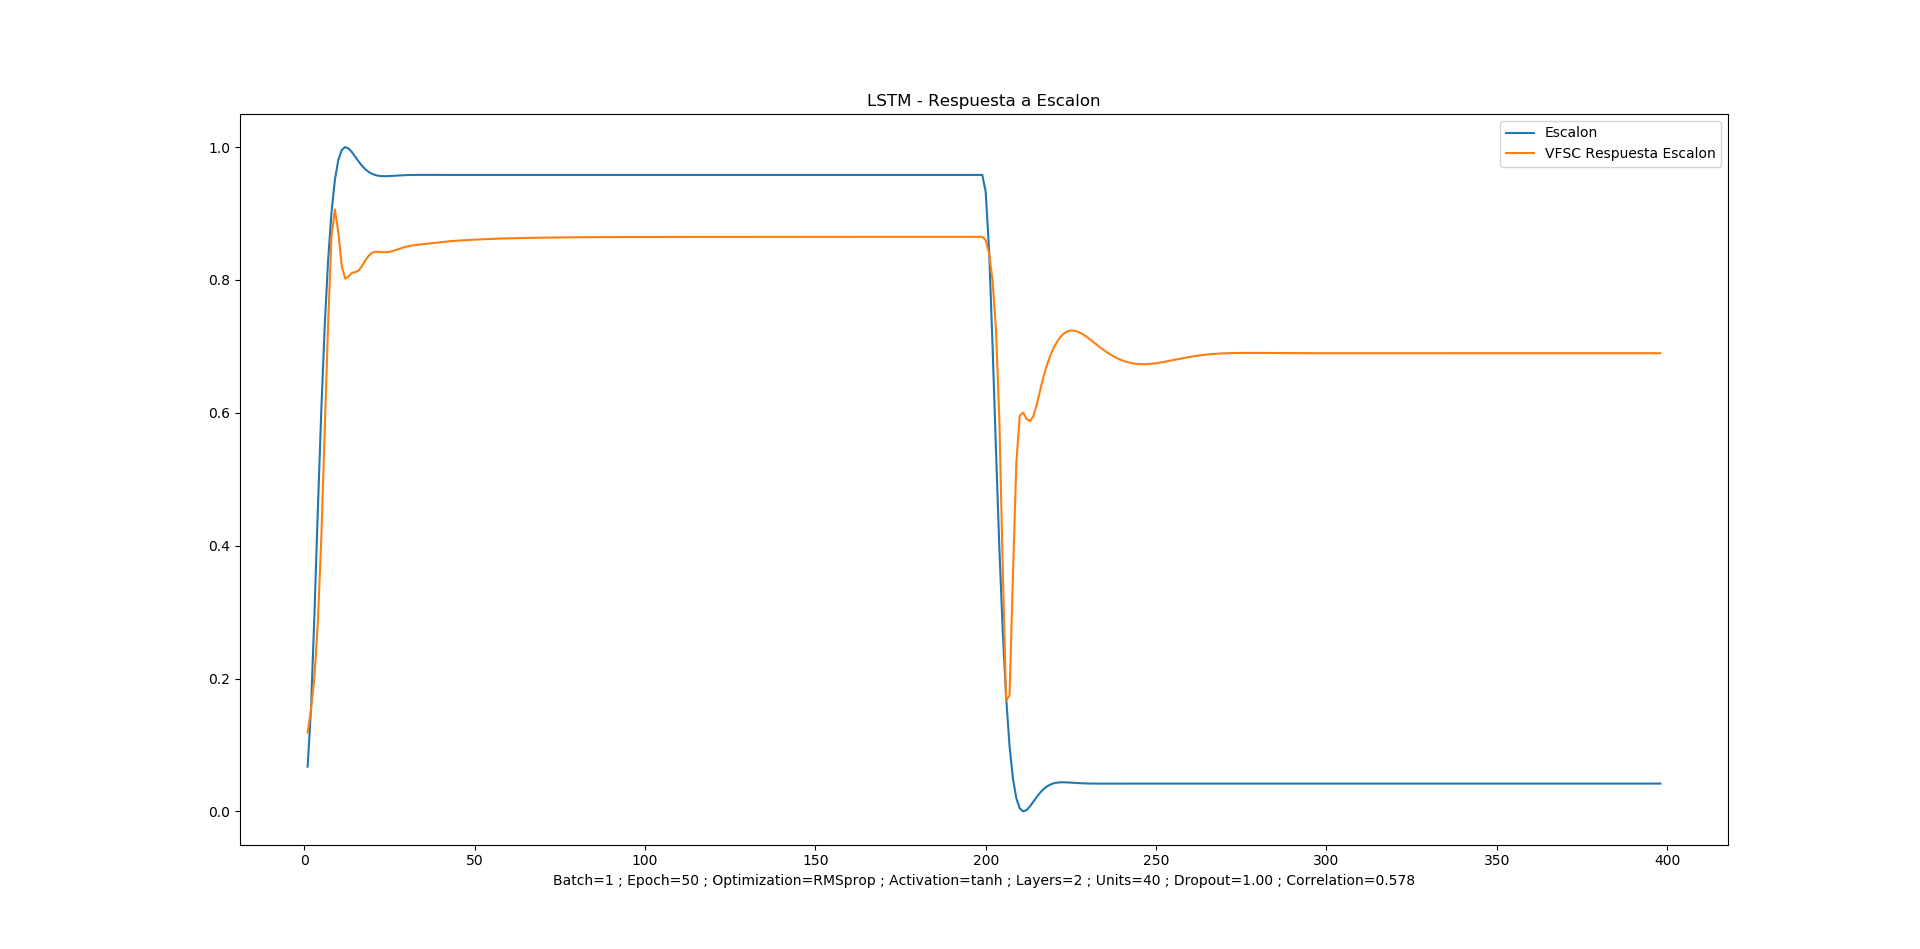 LSTM - Respuesta a Escalon
Escalon
VFSC Respuesta Escalon
1.0
0.8
0.6
0.4
0.2
0.0
0 50 100 150 200 250 300 350 400
Batch=1 ; Epoch=50 ; Optimization=RMSprop ; Activation=tanh ; Layers=2 ; Units=40 ; Dropout=1.00 ; Correlation=0.578